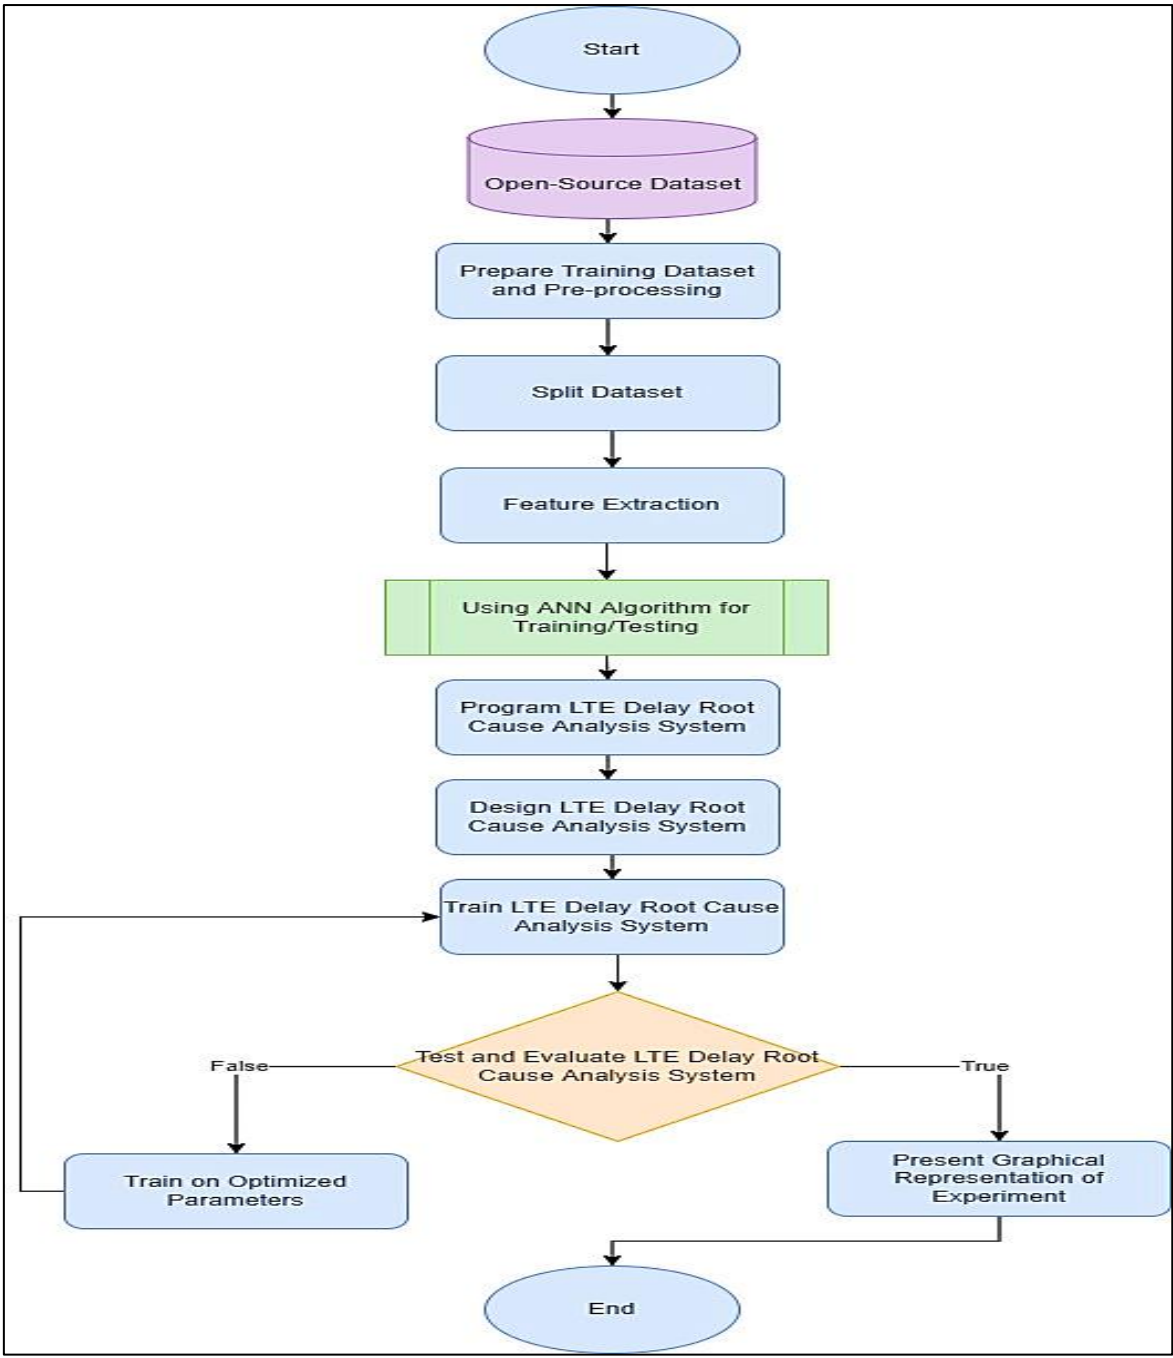 Start
Open-Source Dataset
Prepare Training Dataset
and Pre-processing
Split Dataset
Feature Extraction
Using ANN Algorithm for
Training/Testing
Program LTE Delay Root
Cause Analysis System
Design LTE Delay Root
Cause Analysis System
Train LTE Delay Root Cause
Analysis System
Test and Evaluate LTE Delay Root
Cause Analysis System
False
True
Train on Optimized
Parameters
Present Graphical
Representation of
Experiment
End